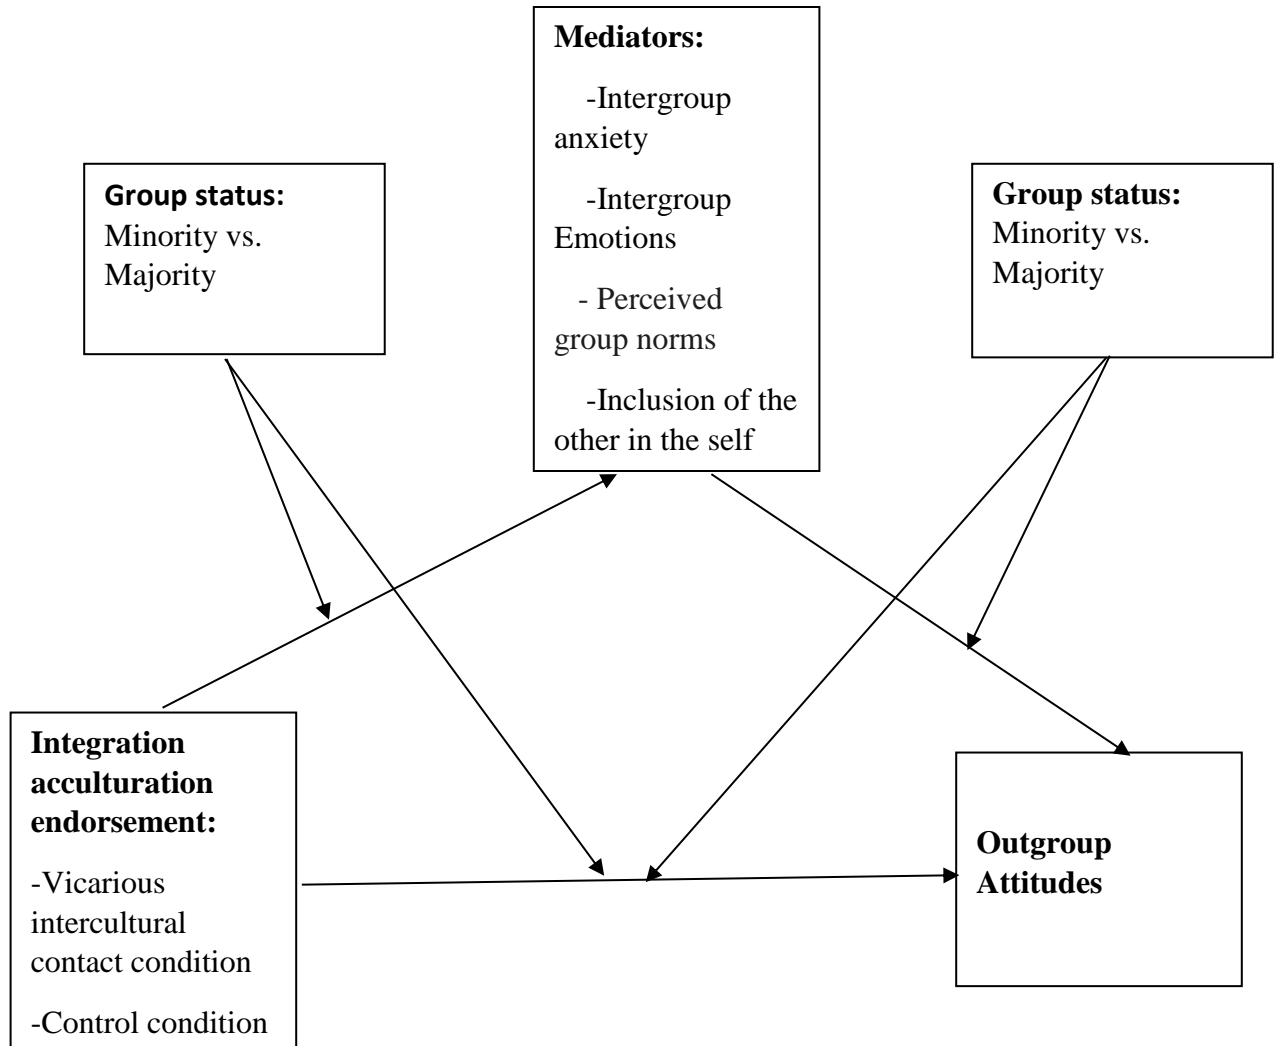 Mediators:
-Intergroup
anxiety
-Intergroup
Emotions
- Perceived
group norms
-Inclusion of the
other in the self
Group status:
Minority vs.
Majority
Group status:
Minority vs.
Majority
Integration
acculturation
endorsement:
-Vicarious
intercultural
contact condition
-Control condition
Outgroup
Attitudes